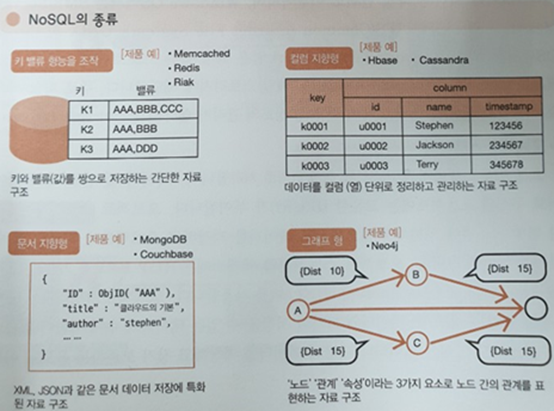 NoSQL의 종류
키 밸류 형능을 조작
[제품 예]
• Memcached
• Redis
• Riak
키 밸류
K1 AAA,BBB,CCC
K2 AAA,BBB
K3 AAA,DDD
키와 밸류(값)를 쌍으로 저장하는 간단한 자료
구조
컬럼 지향형
[제품 예]
• Hbase • Cassandra
key column
id name timestamp
k0001 u0001 Stephen 123456
k0002 u0002 Jackson 234567
k0003 u0003 Terry 345678
데이터를 컬럼 (열) 단위로 정리하고 관리하는 자료 구조
문서 지향형
[제품 예]
• MongoDB
• Couchbase
{
"ID" : ObjID( "AAA" ),
"title" : "클라우드의 기본",
"author" : "stephen",
... ...
}
XML, JSON과 같은 문서 데이터 저장에 특화
된 자료 구조
그래프 형
[제품 예]
• Neo4j
{Dist 10}
B
{Dist 15}
A
{Dist 15}
C
{Dist 15}
'노드' '관계' '속성'이라는 3가지 요소로 노드 간의 관계를 표
현하는 자료 구조